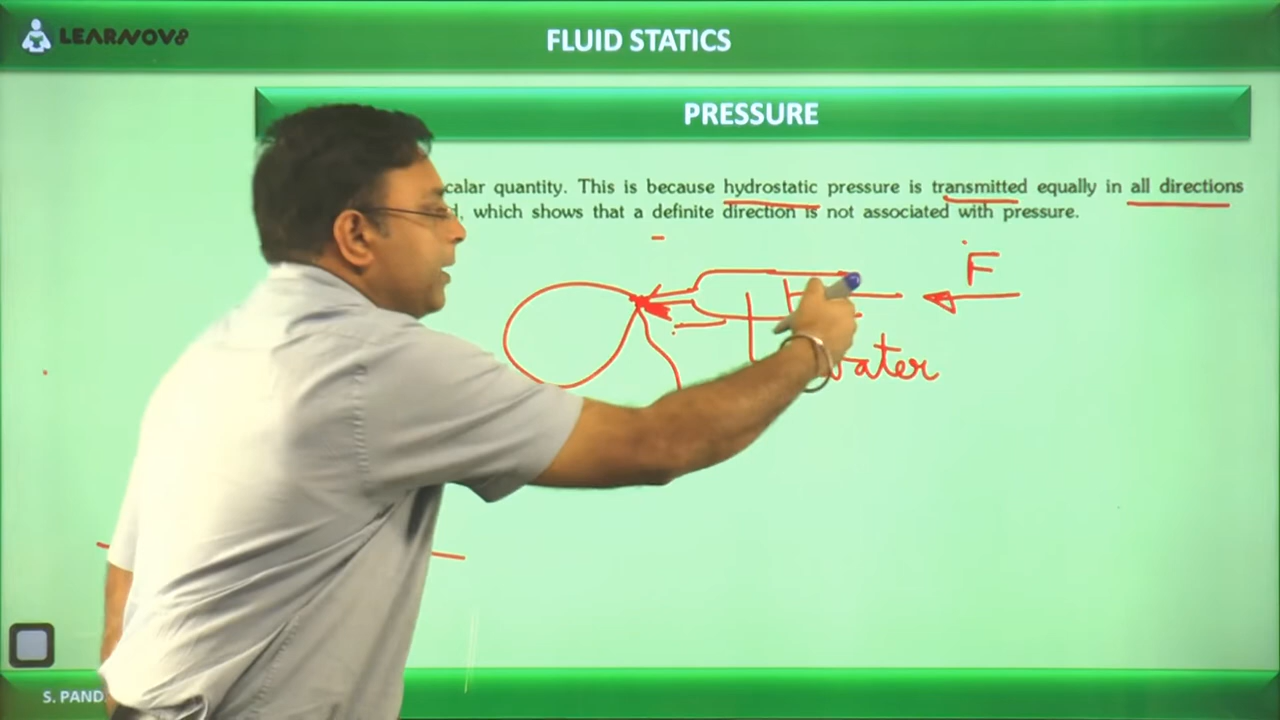 LEARNOV8
FLUID STATICS
PRESSURE
calar quantity. This is because hydrostatic pressure is transmitted equally in all directions
d, which shows that a definite direction is not associated with pressure.
F
ater
S. PAND